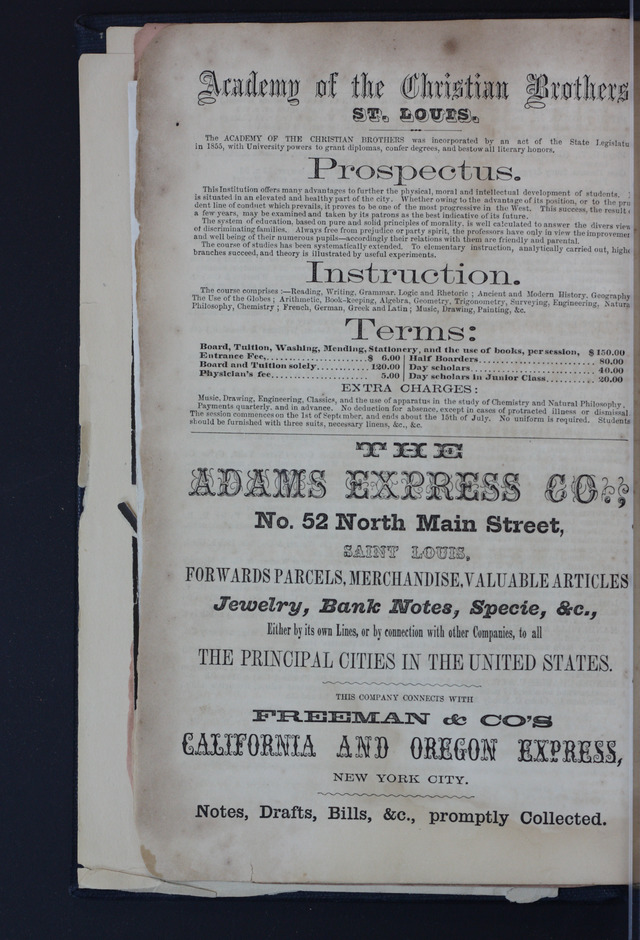 Academy of the Christian Brothers
ST. LOUIS.
The ACADEMY OF THE CHRISTIAN BROTHERS was incorporated by an act of the State Legislatu
in 1855, with University powers to grant diplomas, confer degrees, and bestow all literary honors,
Prospectus.
This Institution offers many advantages to further the physical, moral and intellectual development of students.
is situated in an elevated and healthy part of the city. Whether owing to the advantage of its position, or to the pru
dent line of conduct which prevails, it proves to be one of the most progressive in the West. This success, the result
a few years, may be examined and taken by its patrons as the best indicative of its future.
The system of education, based on pure and solid principles of morality, is well calculated to answer the divers view
of discriminating families. Always free from prejudice or party spirit, the professors have only in view the improvemen
and well being of their numerous pupils—accordingly their relations with them are friendly and parental.
The course of studies has been systematically extended. To elementary instruction, analytically carried out, highe
branches succeed, and theory is illustrated by useful experiments.
Instruction.
The course comprises :—Reading, Writing, Grammar, Logic and Rhetoric ; Ancient and Modern History, Geography
The Use of the Globes ; Arithmetic, Book-keeping, Algebra, Geometry, Trigonometry, Surveying, Engineering, Natura
Philosophy, Chemistry ; French, German, Greek and Latin ; Music, Drawing, Painting, &c.
Terms:
Board, Tuition, Washing, Mending, Stationery, and the use of books, per session, $150.00
Entrance Fee, $ 6.00 | Half Boarders 80.00
Board and Tuition solely 120.00 | Day scholars 40.00
Physician's fee 5.00 | Day scholars in Junior Class 20.00
EXTRA CHARGES:
Music, Drawing, Engineering, Classics, and the use of apparatus in the study of Chemistry and Natural Philosophy.
Payments quarterly, and in advance. No deduction for absence, except in cases of protracted illness or dismissal.
The session commences on the 1st of September, and ends about the 15th of July. No uniform is required. Students
should be furnished with three suits, necessary linens, &c., &c.
THE
ADAMS EXPRESS CO.,
No. 52 North Main Street,
SAINT LOUIS,
FORWARDS PARCELS, MERCHANDISE, VALUABLE ARTICLES
Jewelry, Bank Notes, Specie, &c.,
Either by its own Lines, or by connection with other Companies, to all
THE PRINCIPAL CITIES IN THE UNITED STATES.
THIS COMPANY CONNECTS WITH
FREEMAN & CO'S
CALIFORNIA AND OREGON EXPRESS,
NEW YORK CITY.
Notes, Drafts, Bills, &c., promptly Collected.